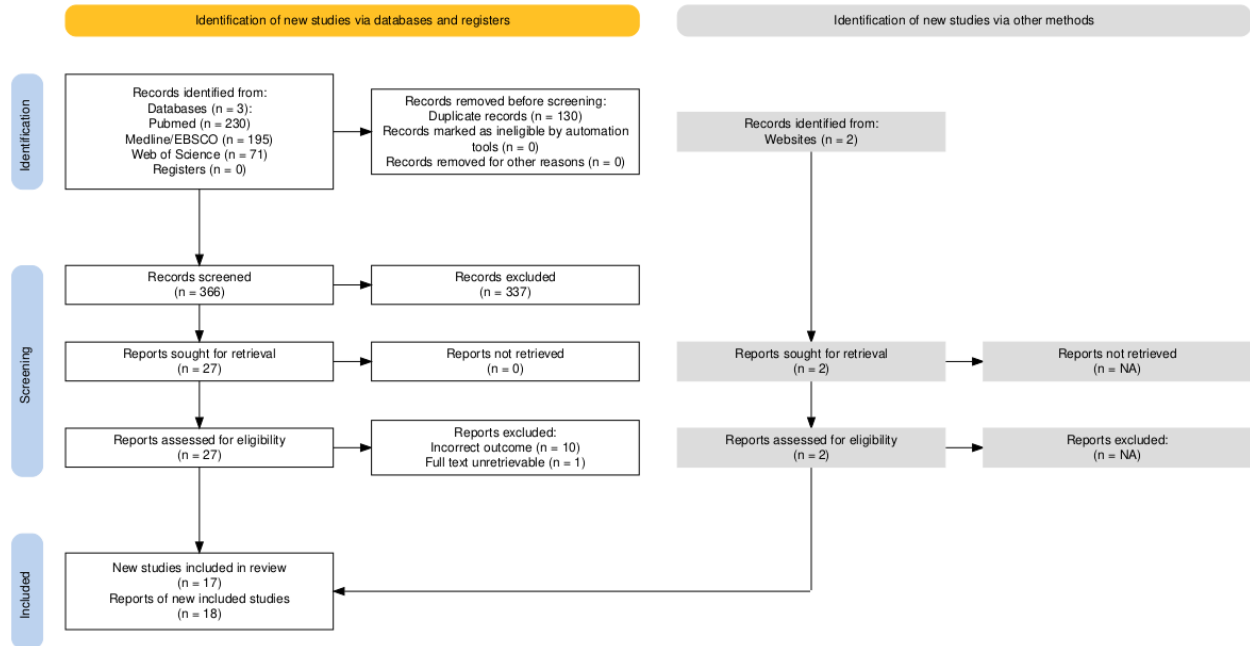 Identification of new studies via databases and registers
Identification of new studies via other methods
Identification
Records identified from:
Databases (n = 3):
Pubmed (n = 230)
Medline/EBSCO (n = 195)
Web of Science (n = 71)
Registers (n = 0)
Records removed before screening:
Duplicate records (n = 130)
Records marked as ineligible by automation
tools (n = 0)
Records removed for other reasons (n = 0)
Records identified from:
Websites (n = 2)
Screening
Records screened
(n = 366)
Records excluded
(n = 337)
Reports sought for retrieval
(n = 27)
Reports not retrieved
(n = 0)
Reports sought for retrieval
(n = 2)
Reports not retrieved
(n = NA)
Reports assessed for eligibility
(n = 27)
Reports excluded:
Incorrect outcome (n = 10)
Full text unretrievable (n = 1)
Reports assessed for eligibility
(n = 2)
Reports excluded:
(n = NA)
Included
New studies included in review
(n = 17)
Reports of new included studies
(n = 18)